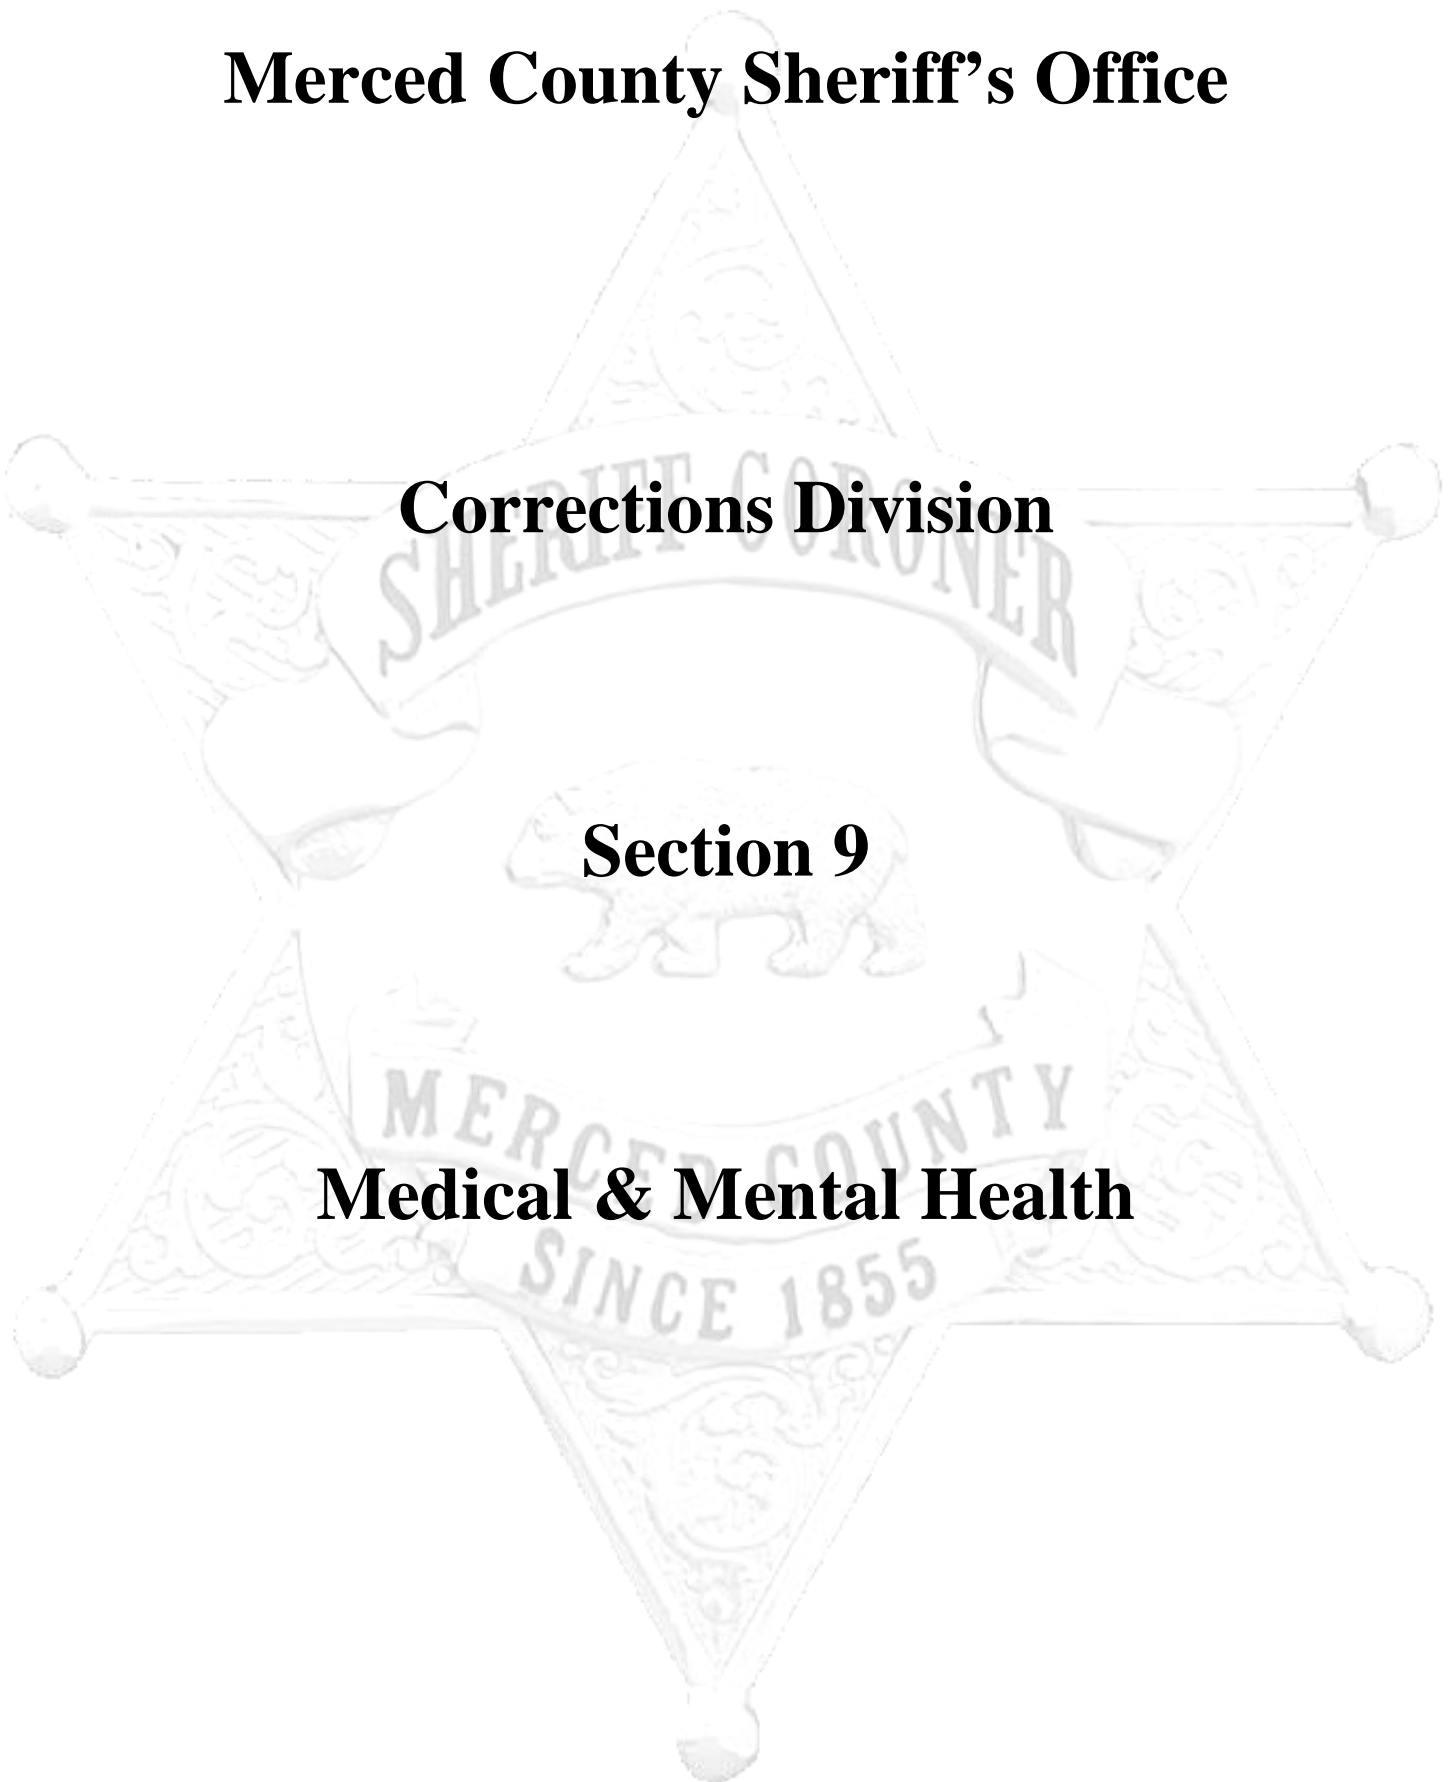 Merced County Sheriff’s Office
SHERIFF CORONER
Corrections Division
Section 9
MERCED COUNTY
Medical & Mental Health
SINCE 1855